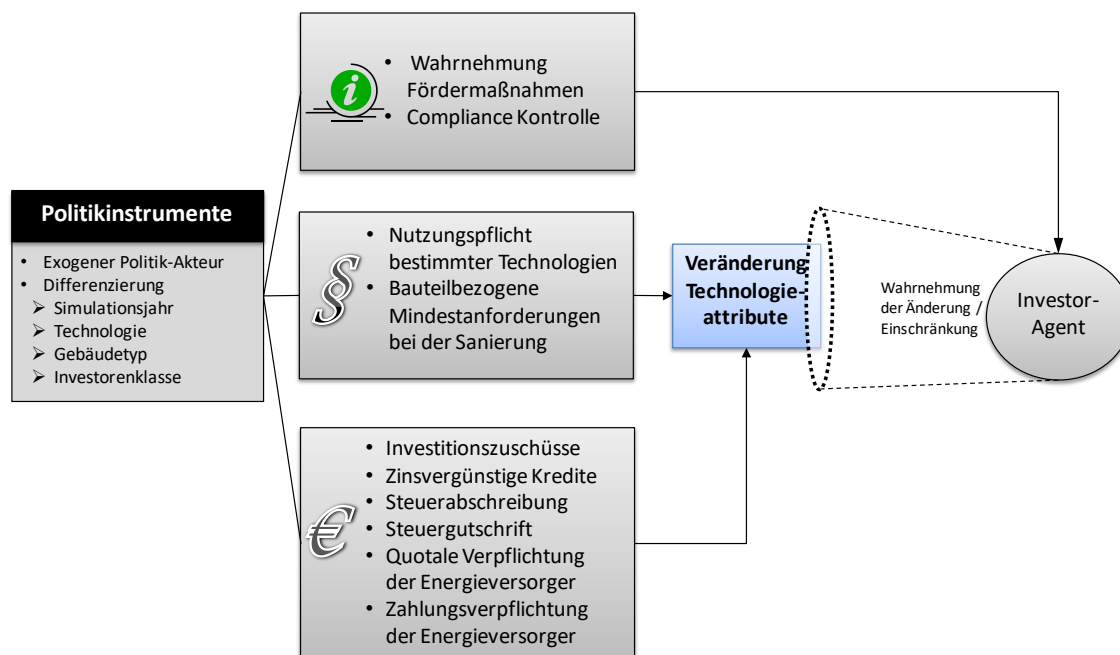 Politikinstrumente
• Exogener Politik-Akteur
• Differenzierung
➢ Simulationsjahr
➢ Technologie
➢ Gebäudetyp
➢ Investorenklasse
i
• Wahrnehmung
Fördermaßnahmen
• Compliance Kontrolle
§
• Nutzungspflicht
bestimmter Technologien
• Bauteilbezogene
Mindestanforderungen
bei der Sanierung
€
• Investitionszuschüsse
• Zinsvergünstige Kredite
• Steuerabschreibung
• Steuergutschrift
• Quotale Verpflichtung
der Energieversorger
• Zahlungsverpflichtung
der Energieversorger
Veränderung
Technologie-
attribute
Wahrnehmung
der Änderung /
Einschränkung
Investor-
Agent